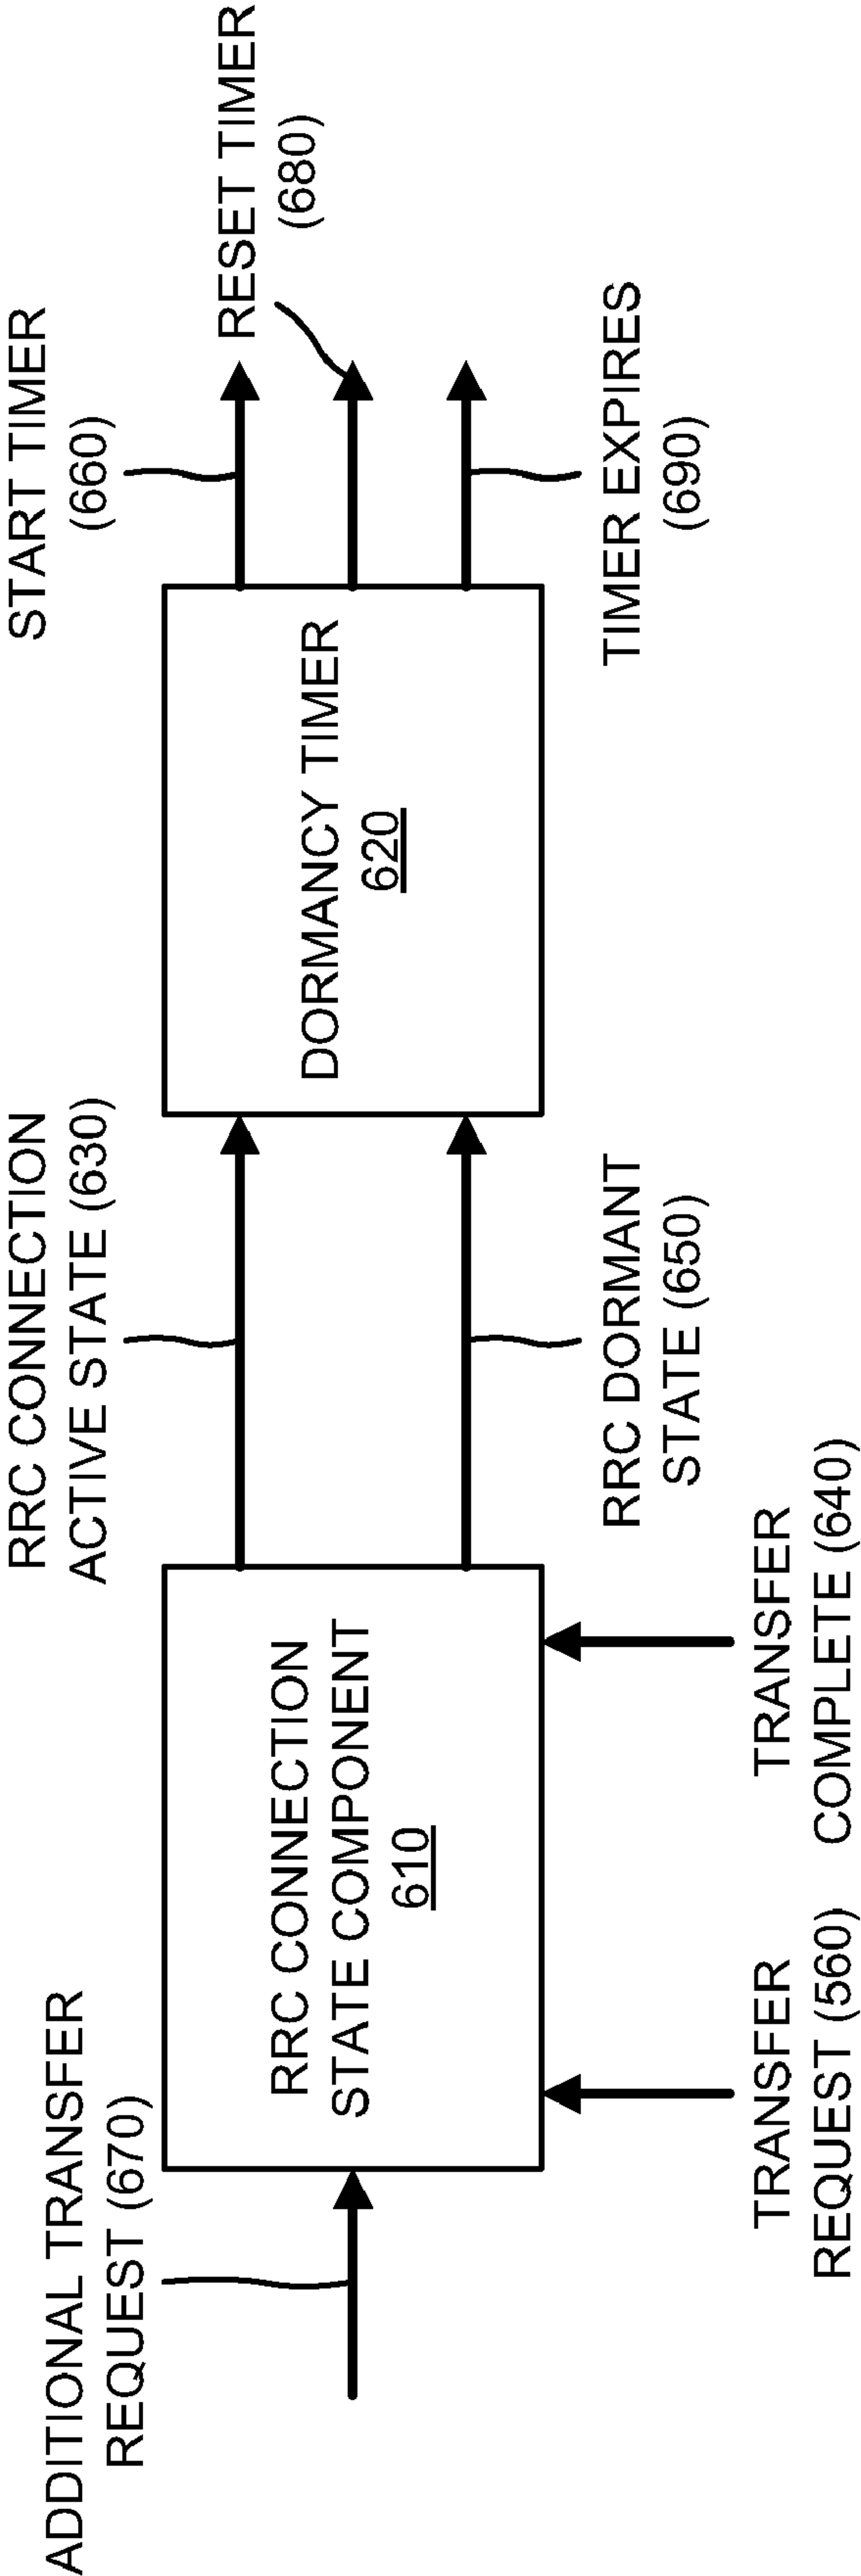 ADDITIONAL TRANSFER
REQUEST (670)
RRC CONNECTION
ACTIVE STATE (630)
START TIMER
(660)
RESET TIMER
(680)
RRC CONNECTION
STATE COMPONENT
610
DORMANCY TIMER
620
TRANSFER
REQUEST (560)
TRANSFER
COMPLETE (640)
RRC DORMANT
STATE (650)
TIMER EXPIRES
(690)